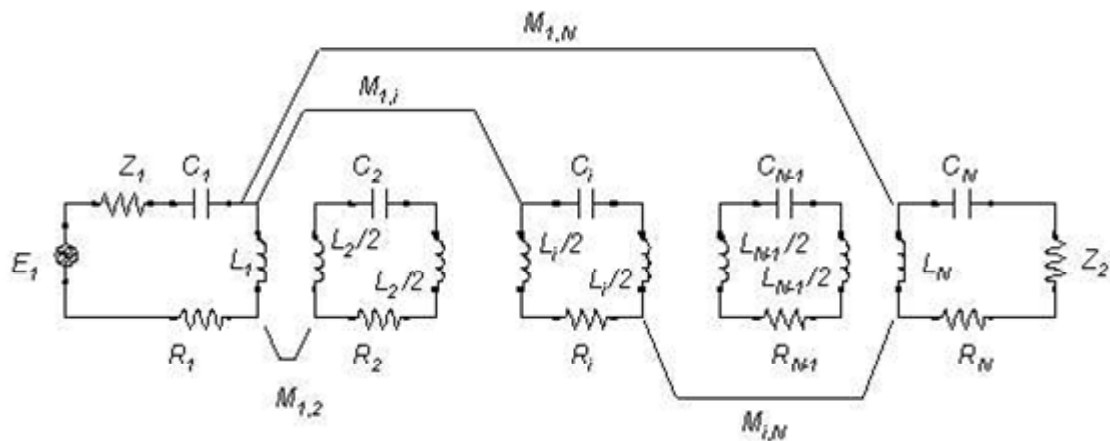 M1,N
M1,i
Z1
C1
C2
Ci
CN-1
CN
E1
L1
L2/2
L2/2
Li/2
Li/2
LN-1/2
LN-1/2
LN
Z2
R1
R2
Ri
RN-1
RN
M1,2
Mi,N